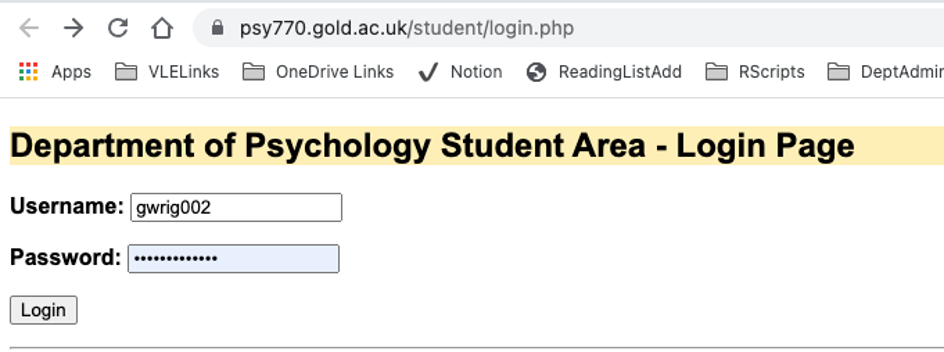 psy770.gold.ac.uk/student/login.php
Apps VLELinks OneDrive Links Notion ReadingListAdd RScripts DeptAdmin
Department of Psychology Student Area - Login Page
Username: gwrig002
Password: •••••••••••••
Login